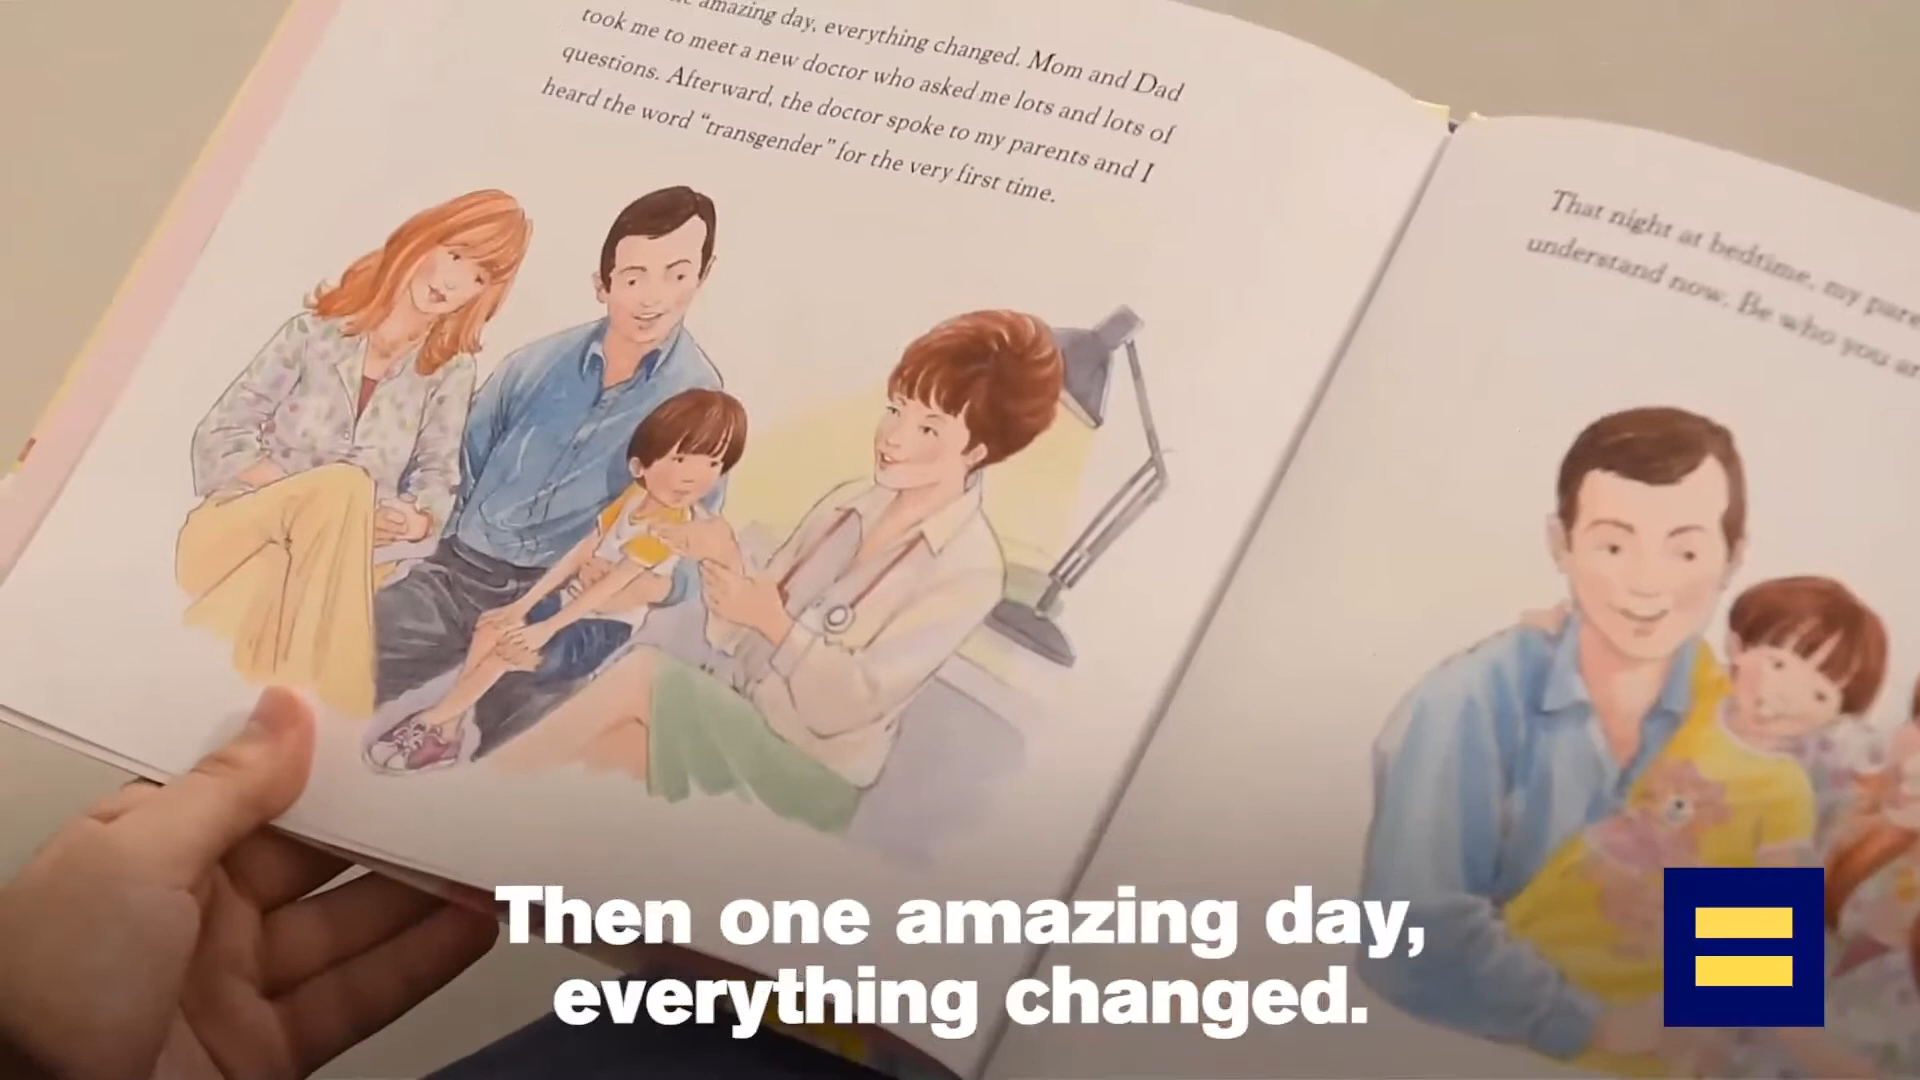 amazing day, everything changed. Mom and Dad
took me to meet a new doctor who asked me lots and lots of
questions. Afterward, the doctor spoke to my parents and I
heard the word “transgender” for the very first time.
That night at bedtime, my
understand now. Be who you
Then one amazing day,
everything changed.